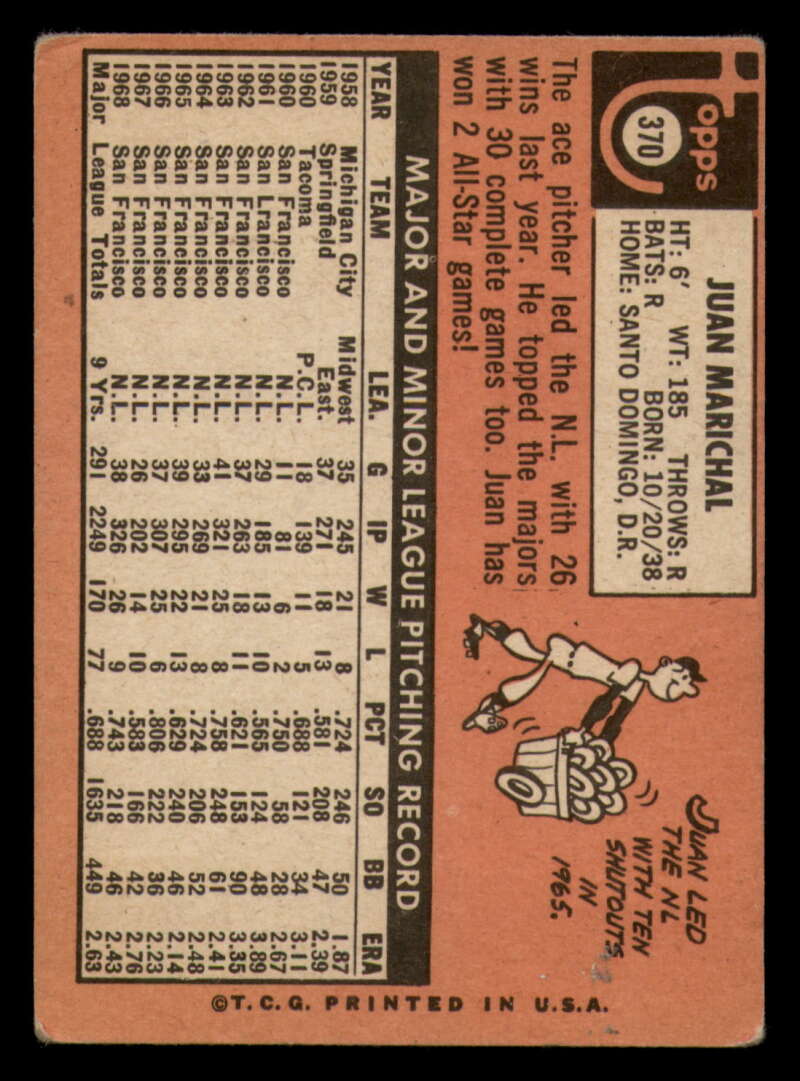 Topps
370
JUAN MARICHAL
HT: 6' WT: 185 THROWS: R
BATS: R BORN: 10/20/38
HOME: SANTO DOMINGO, D.R.
The ace pitcher led the N.L. with 26
wins last year. He topped the majors
with 30 complete games too. Juan has
won 2 All-Star games!
JUAN LED
THE NL
WITH TEN
SHUTOUTS
IN
1965.
MAJOR AND MINOR LEAGUE PITCHING RECORD
YEAR TEAM LEA. G IP W L PCT SO BB ERA
1958 Michigan City Midwest 35 245 21 8 .724 246 50 1.87
1959 Springfield East. 37 271 18 13 .581 208 47 2.39
1960 Tacoma P.C.L. 18 139 11 5 .688 121 34 3.11
1960 San Francisco N.L. 11 81 6 2 .750 58 28 2.67
1961 San Lrancisco N.L. 29 185 13 10 .565 124 48 3.89
1962 San Francisco N.L. 37 263 18 11 .621 153 90 3.35
1963 San Francisco N.L. 41 321 25 8 .758 248 61 2.41
1964 San Francisco N.L. 33 269 21 8 .724 206 52 2.48
1965 San Francisco N.L. 39 295 22 13 .629 240 46 2.14
1966 San Francisco N.L. 37 307 25 6 .806 222 36 2.23
1967 San Francisco N.L. 26 202 14 10 .583 166 42 2.76
1968 San Francisco N.L. 38 326 26 9 .743 218 46 2.43
Major League Totals 9 Yrs. 291 2249 170 77 .688 1635 449 2.63
©T.C.G. PRINTED IN U.S.A.